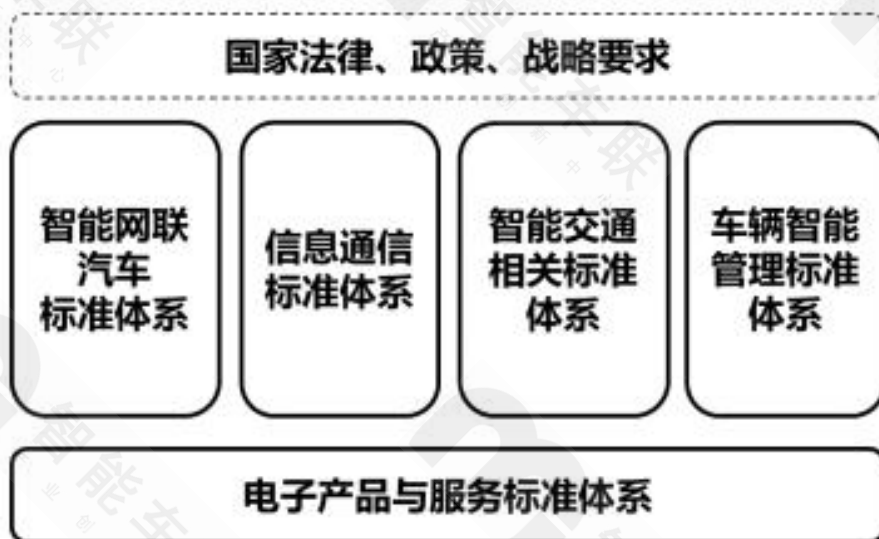 国家法律、政策、战略要求
智能网联
汽车
标准体系
信息通信
标准体系
智能交通
相关标准
体系
车辆智能
管理标准
体系
电子产品与服务标准体系